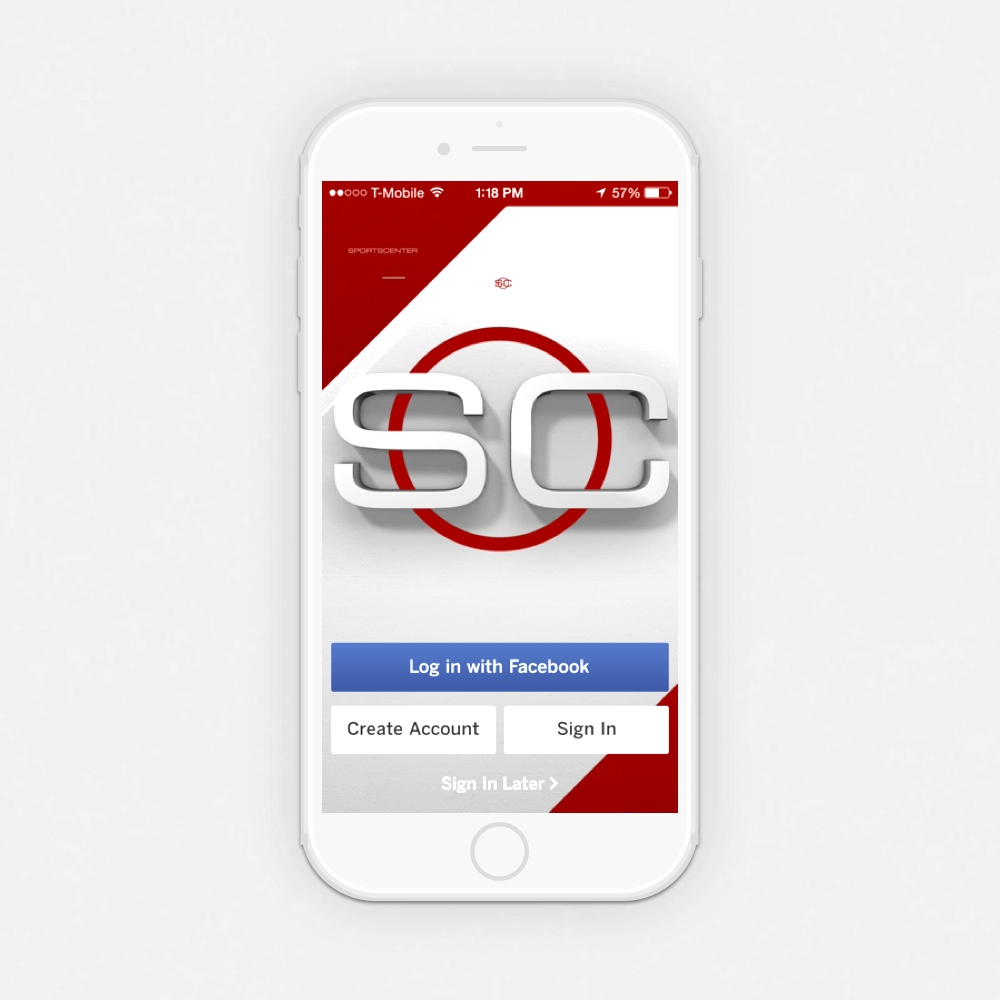 T-Mobile 1:18 PM 57%
SPORTSCENTER
SC
SC
Log in with Facebook
Create Account Sign In
Sign In Later >